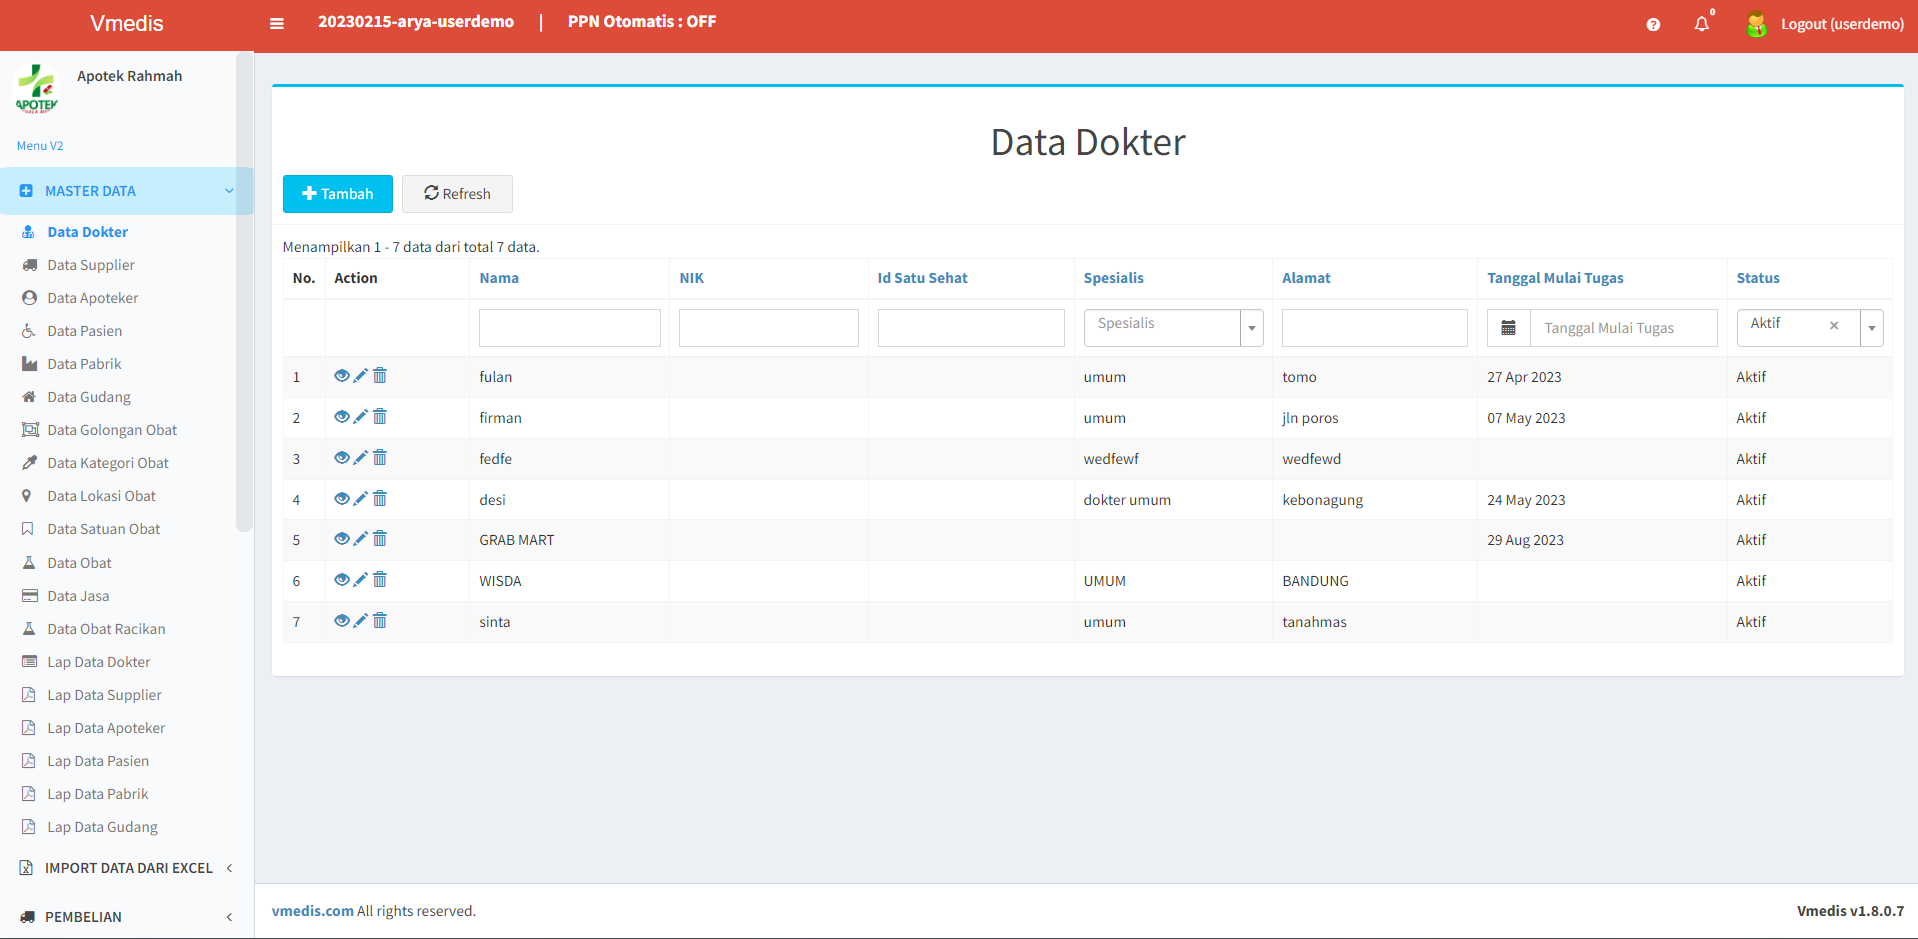 Vmedis
20230215-arya-userdemo | PPN Otomatis : OFF
0
Logout (userdemo)
Apotek Rahmah
APOTEK
Menu V2
MASTER DATA
Data Dokter
Data Supplier
Data Apoteker
Data Pasien
Data Pabrik
Data Gudang
Data Golongan Obat
Data Kategori Obat
Data Lokasi Obat
Data Satuan Obat
Data Obat
Data Jasa
Data Obat Racikan
Lap Data Dokter
Lap Data Supplier
Lap Data Apoteker
Lap Data Pasien
Lap Data Pabrik
Lap Data Gudang
IMPORT DATA DARI EXCEL
PEMBELIAN
Data Dokter
Tambah Refresh
Menampilkan 1 - 7 data dari total 7 data.
No. Action Nama NIK Id Satu Sehat Spesialis Alamat Tanggal Mulai Tugas Status
Spesialis Tanggal Mulai Tugas Aktif ×
1 fulan umum tomo 27 Apr 2023 Aktif
2 firman umum jln poros 07 May 2023 Aktif
3 fedfe wedfewf wedfewd Aktif
4 desi dokter umum kebonagung 24 May 2023 Aktif
5 GRAB MART 29 Aug 2023 Aktif
6 WISDA UMUM BANDUNG Aktif
7 sinta umum tanahmas Aktif
vmedis.com All rights reserved.
Vmedis v1.8.0.7